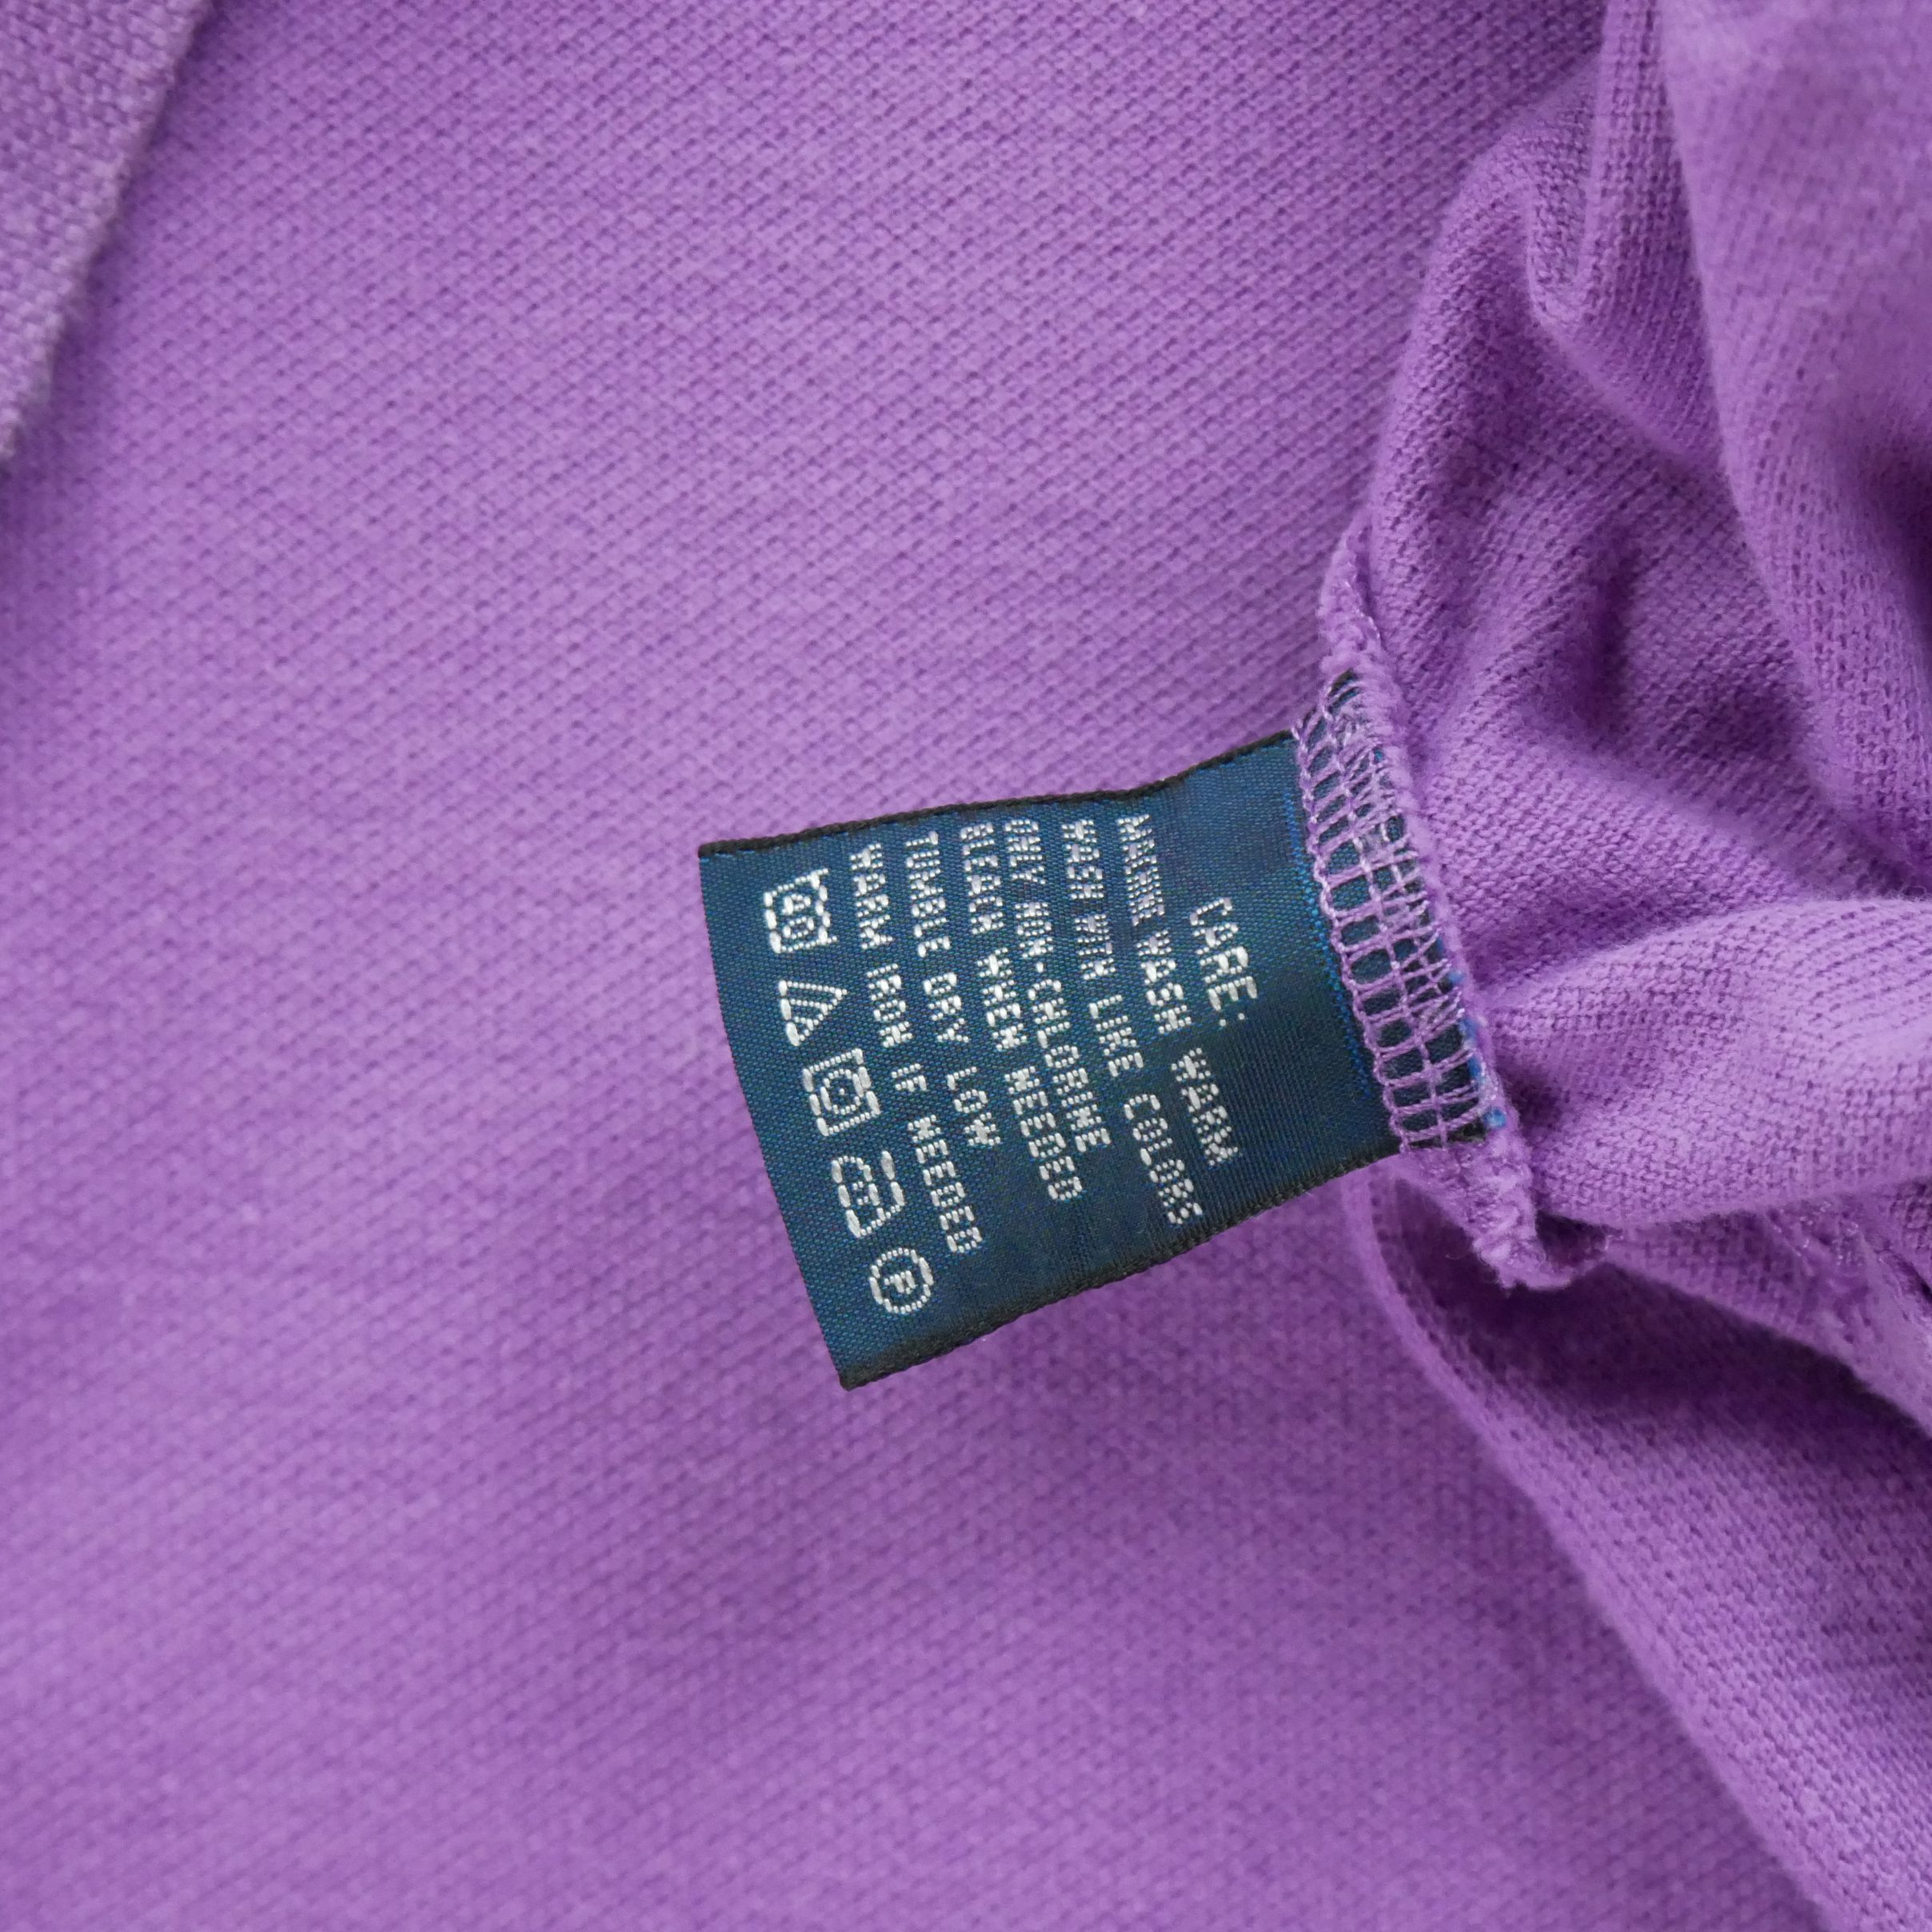 CARE:
MACHINE WASH WARM
WASH WITH LIKE COLORS
ONLY NON-CHLORINE
BLEACH WHEN NEEDED
TUMBLE DRY LOW
WARM IRON IF NEEDED
40 P